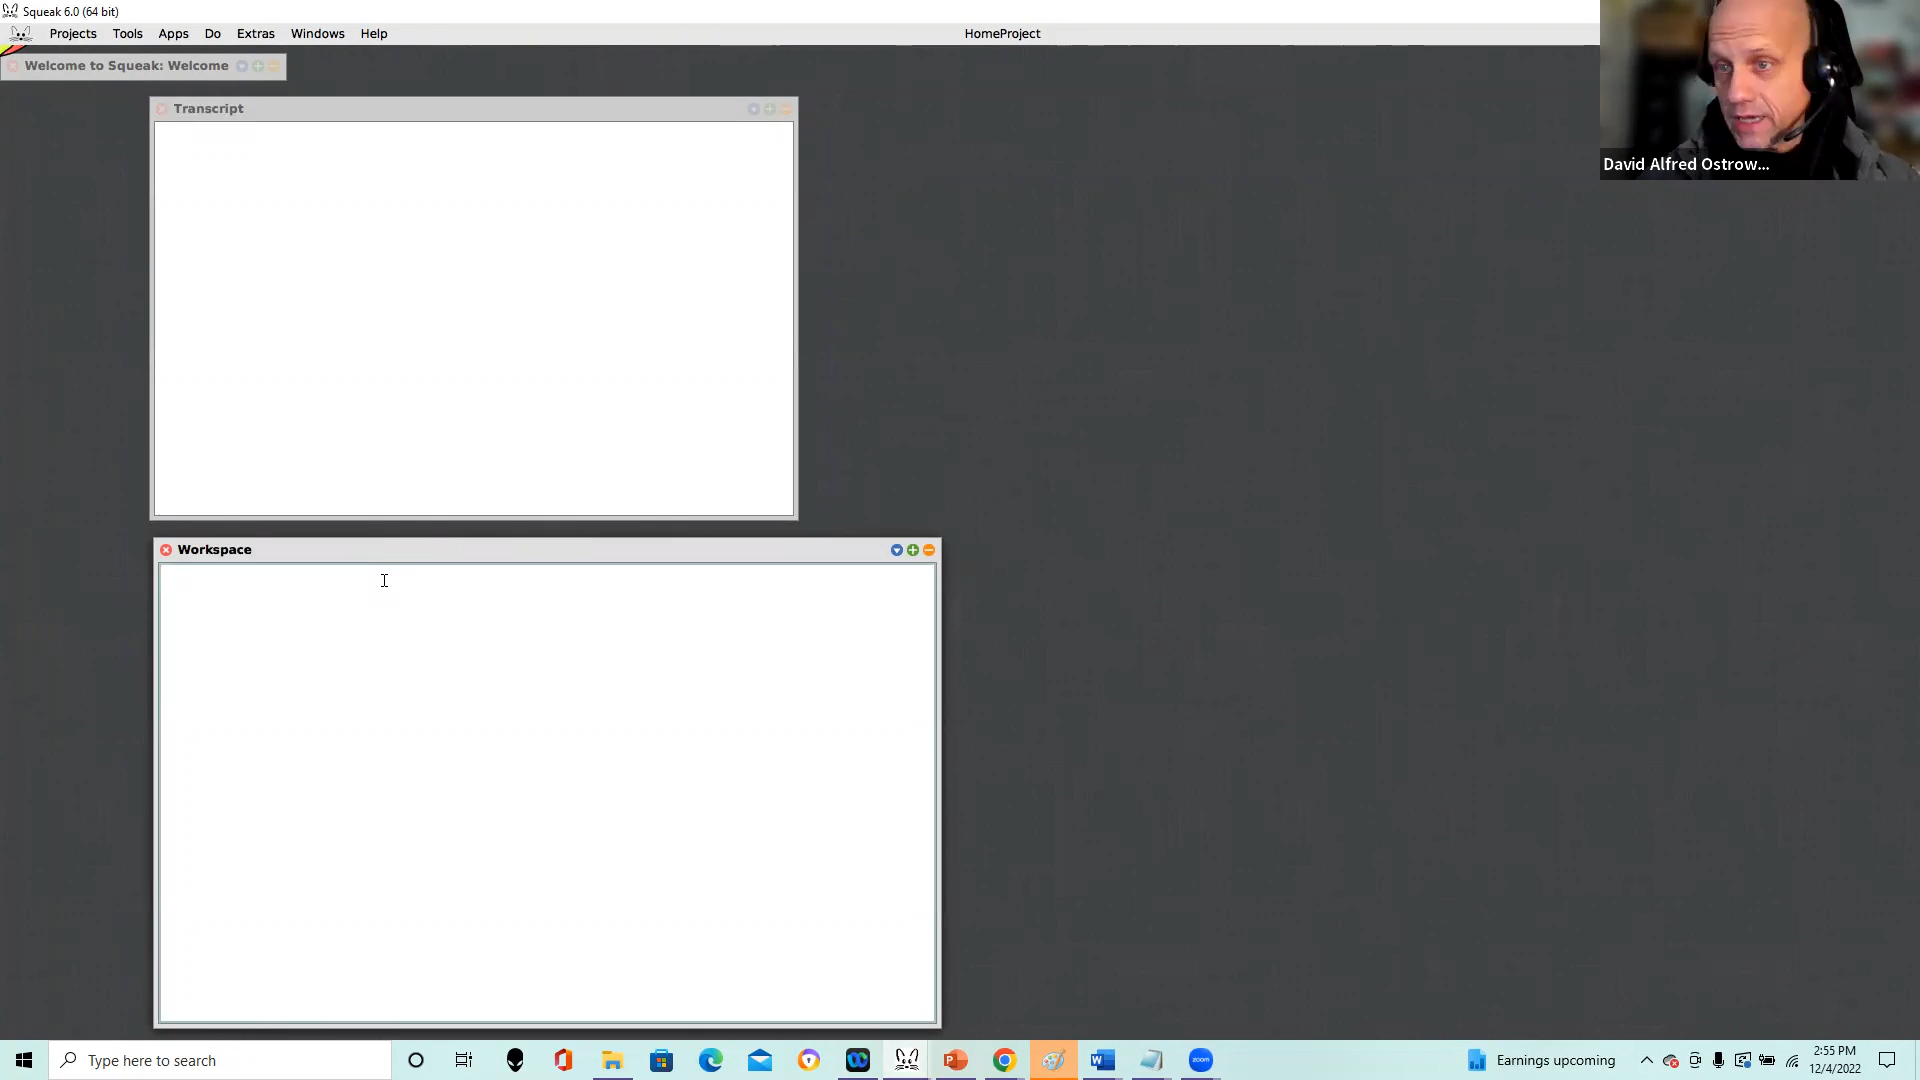 Squeak 6.0 (64 bit)
Projects Tools Apps Do Extras Windows Help HomeProject
Welcome to Squeak: Welcome
Transcript
David Alfred Ostrow...
Workspace
Type here to search
zoom
Earnings upcoming
2:55 PM
12/4/2022